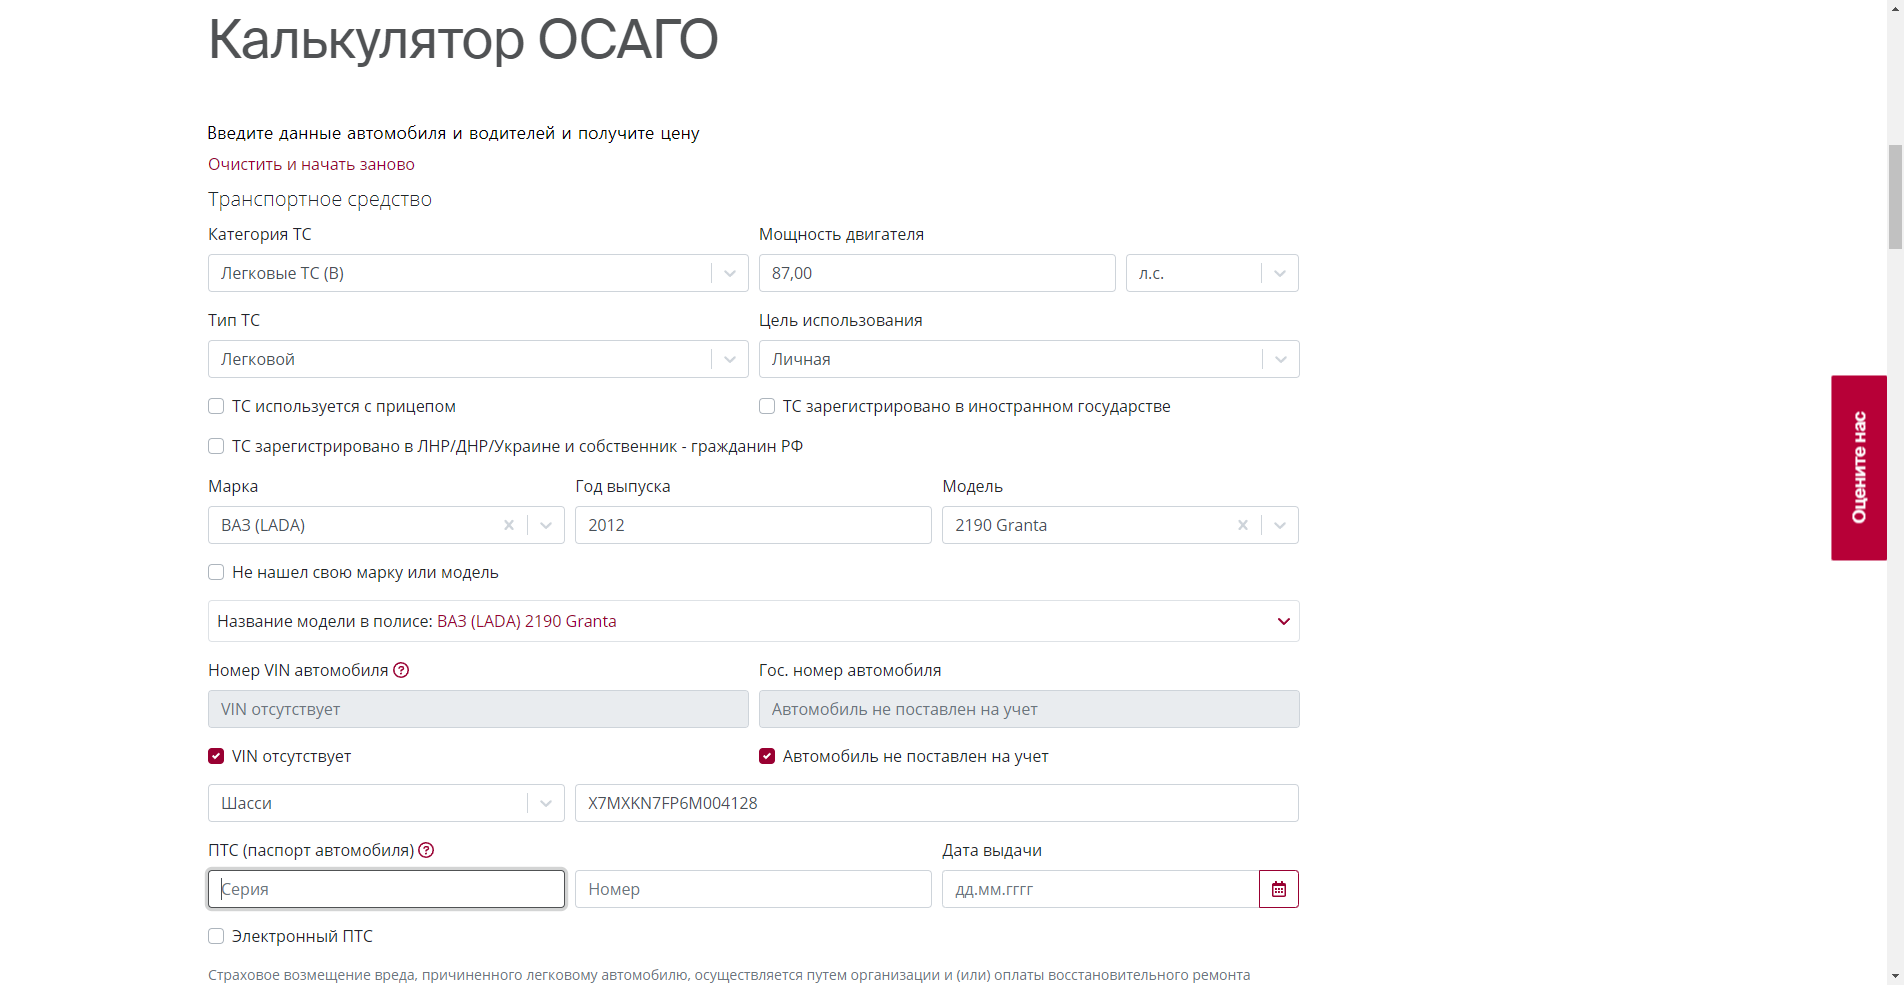 Калькулятор ОСАГО
Введите данные автомобиля и водителей и получите цену
Очистить и начать заново
Транспортное средство
Категория ТС Мощность двигателя
Легковые ТС (B) 87,00 л.с.
Тип ТС Цель использования
Легковой Личная
ТС используется с прицепом ТС зарегистрировано в иностранном государстве
ТС зарегистрировано в ЛНР/ДНР/Украине и собственник - гражданин РФ
Марка Год выпуска Модель
ВАЗ (LADA) 2012 2190 Granta
Не нашел свою марку или модель
Название модели в полисе: ВАЗ (LADA) 2190 Granta
Номер VIN автомобиля Гос. номер автомобиля
VIN отсутствует Автомобиль не поставлен на учет
VIN отсутствует Автомобиль не поставлен на учет
Шасси X7MXKN7FP6M004128
ПТС (паспорт автомобиля) Дата выдачи
Серия Номер дд.мм.гггг
Электронный ПТС
Страховое возмещение вреда, причиненного легковому автомобилю, осуществляется путем организации и (или) оплаты восстановительного ремонта
Оцените нас